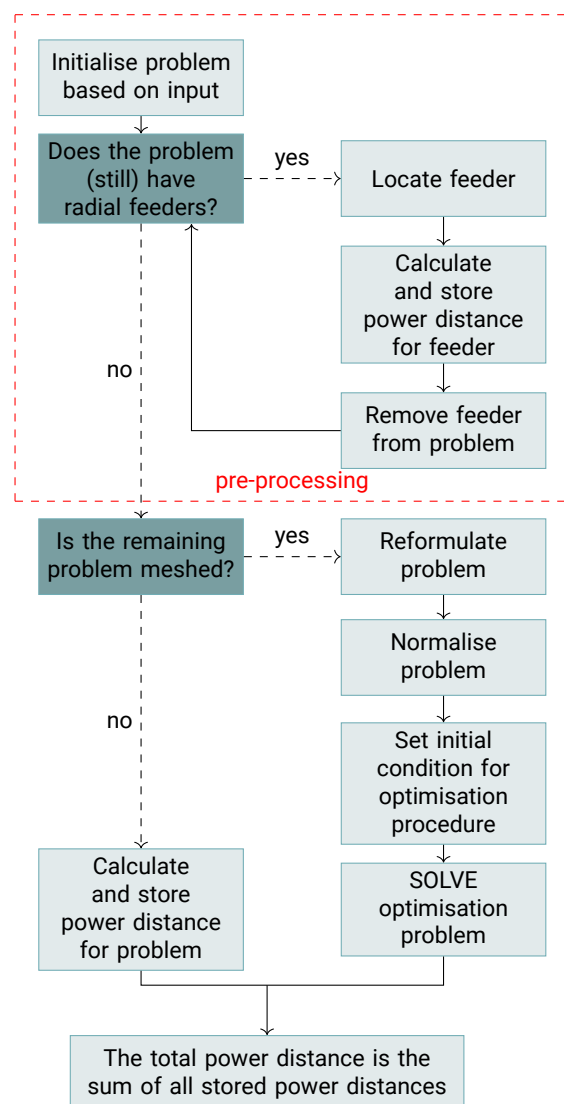 Initialise problem
based on input
Does the problem
(still) have
radial feeders?
yes
Locate feeder
Calculate
and store
power distance
for feeder
no
Remove feeder
from problem
pre-processing
Is the remaining
problem meshed?
yes
Reformulate
problem
Normalise
problem
no
Set initial
condition for
optimisation
procedure
Calculate
and store
power distance
for problem
SOLVE
optimisation
problem
The total power distance is the
sum of all stored power distances